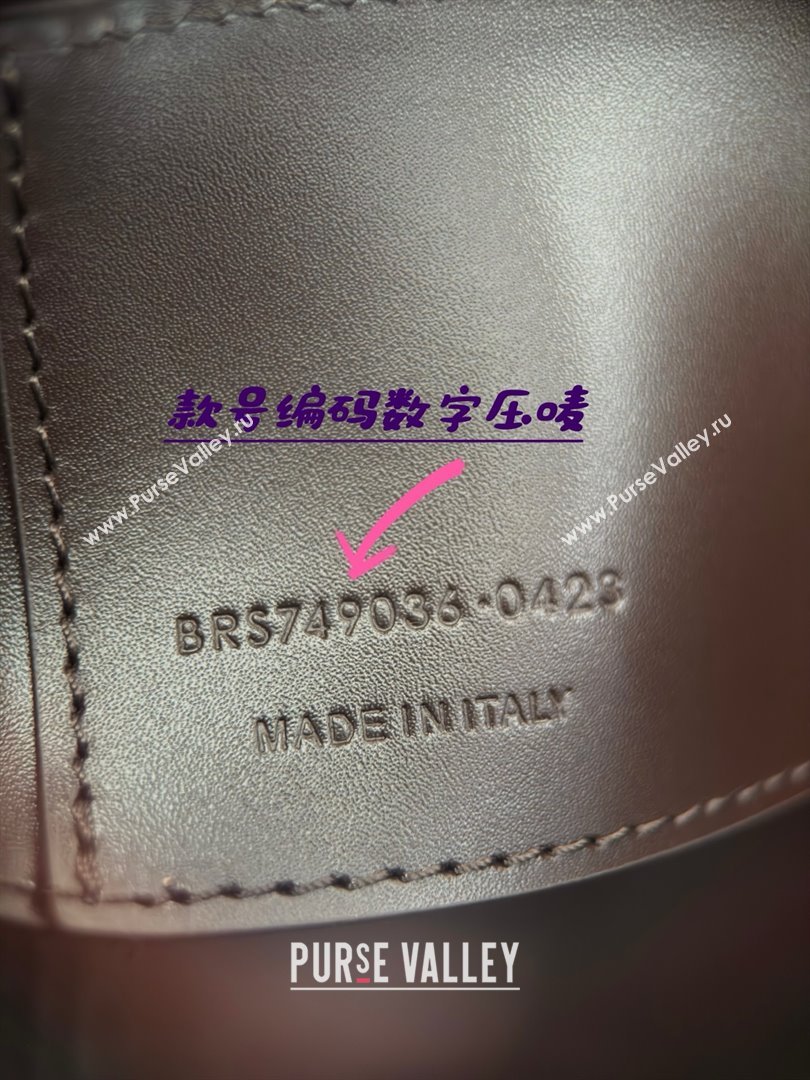 款号编码数字压唛
www.PurseValley.ru
www.PurseValley.ru
BRS749036·0423
MADE IN ITALY
PURSE VALLEY